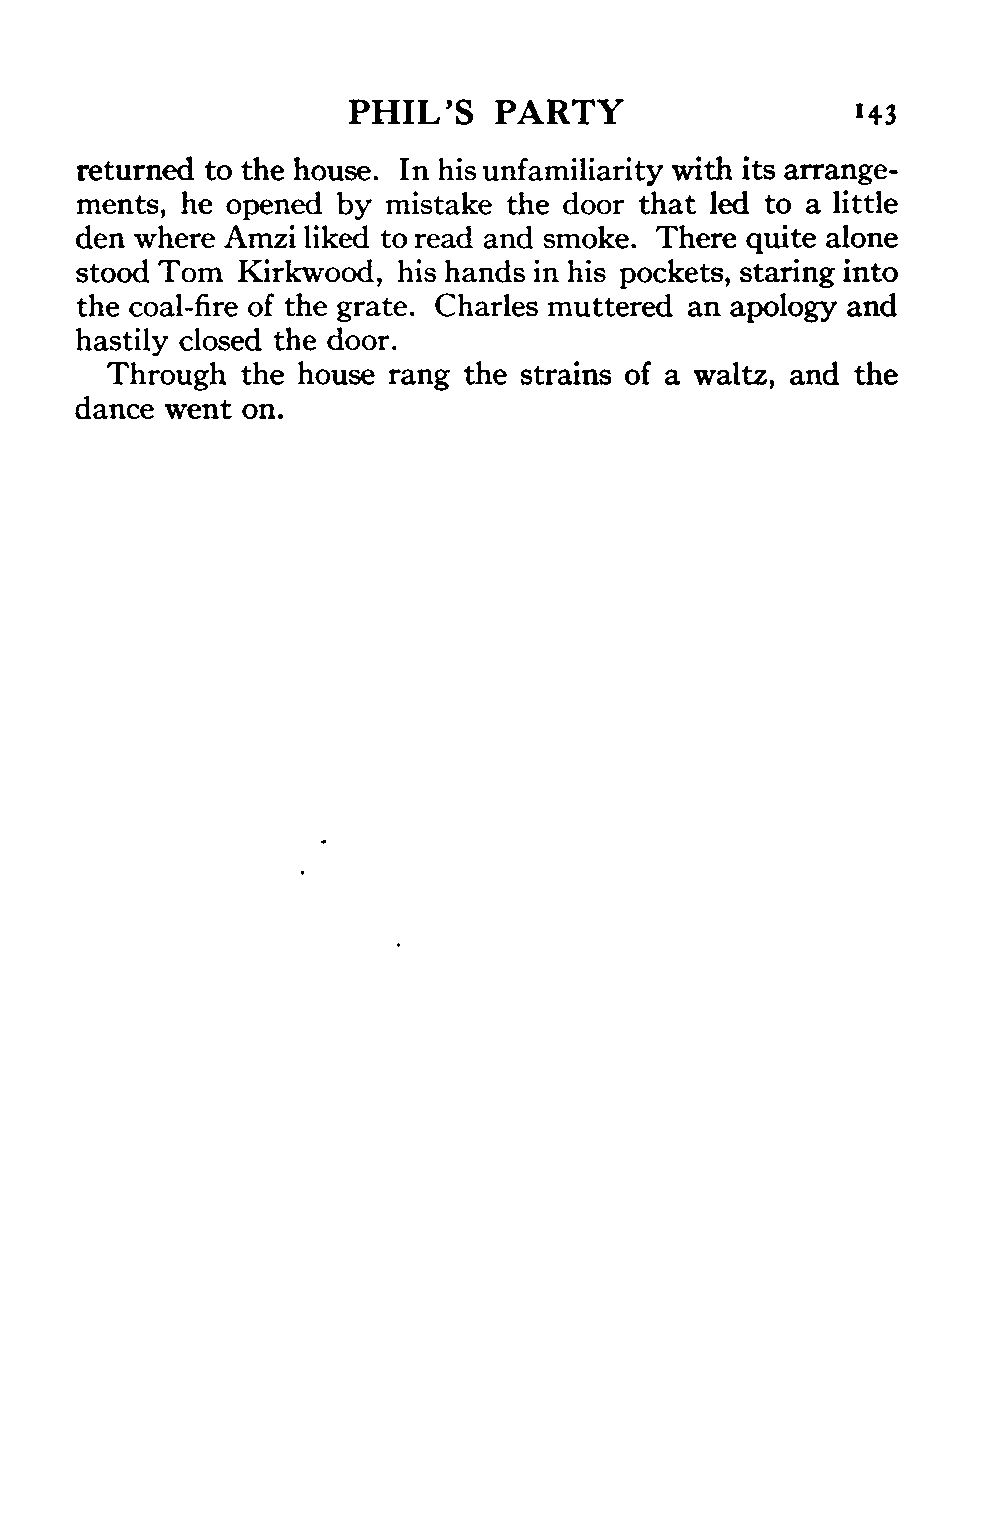 PHIL'S PARTY 143
returned to the house. In his unfamiliarity with its arrange-
ments, he opened by mistake the door that led to a little
den where Amzi liked to read and smoke. There quite alone
stood Tom Kirkwood, his hands in his pockets, staring into
the coal-fire of the grate. Charles muttered an apology and
hastily closed the door.
Through the house rang the strains of a waltz, and the
dance went on.